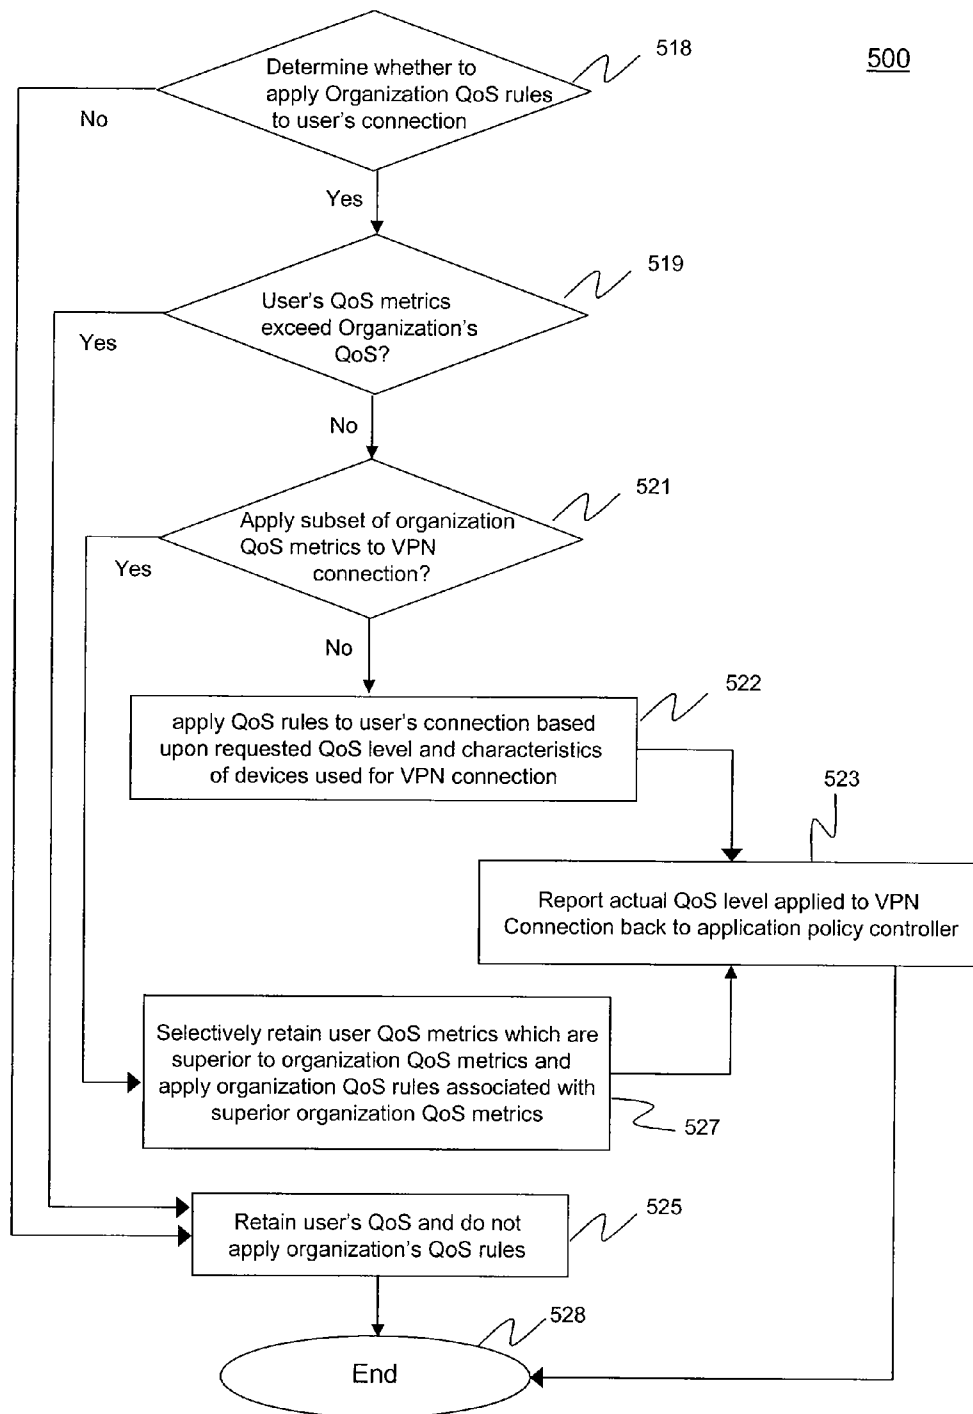 500
518
Determine whether to
apply Organization QoS rules
to user's connection
No
Yes
519
User's QoS metrics
exceed Organization's
QoS?
Yes
No
521
Apply subset of organization
QoS metrics to VPN
connection?
Yes
No
522
apply QoS rules to user's connection based
upon requested QoS level and characteristics
of devices used for VPN connection
523
Report actual QoS level applied to VPN
Connection back to application policy controller
Selectively retain user QoS metrics which are
superior to organization QoS metrics and
apply organization QoS rules associated with
superior organization QoS metrics
527
Retain user's QoS and do not
apply organization's QoS rules
525
528
End